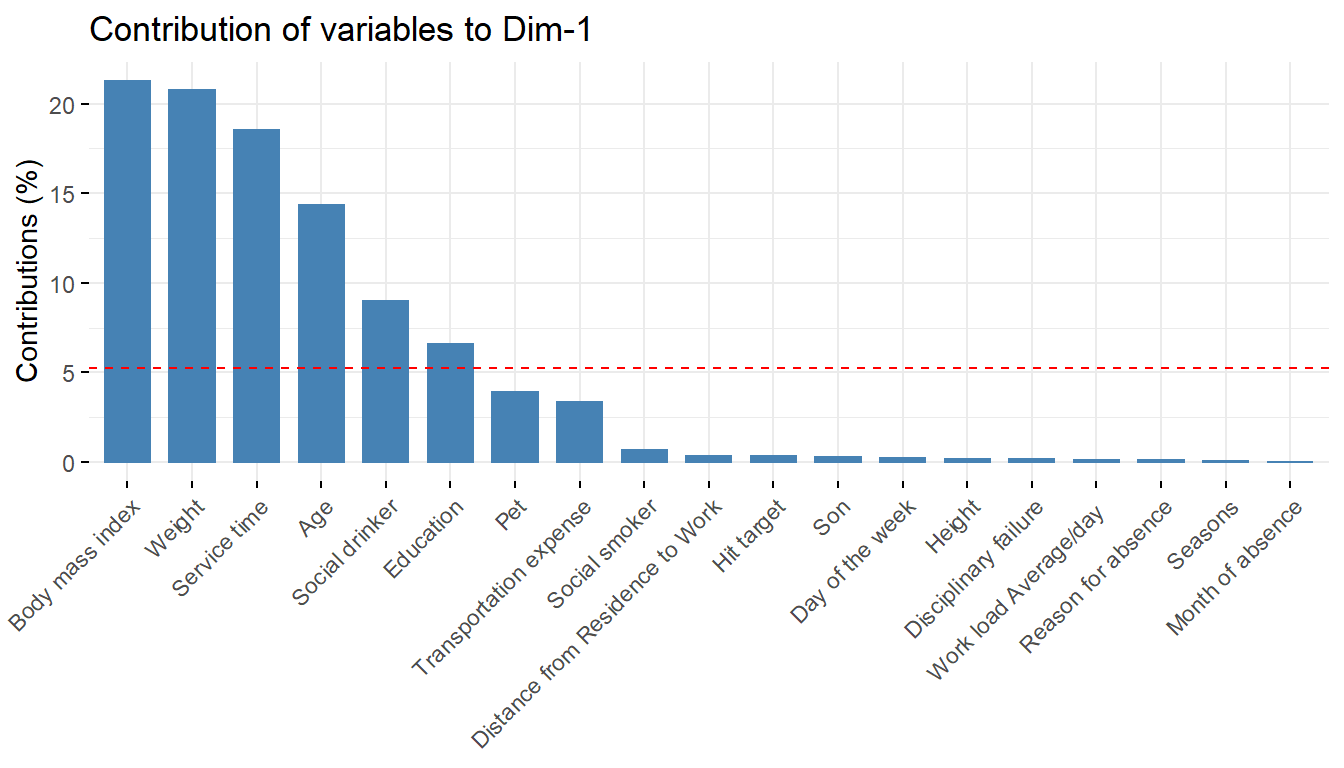 Contribution of variables to Dim-1
Contributions (%)
20
15
10
5
0
Body mass index
Weight
Service time
Age
Social drinker
Education
Pet
Transportation expense
Social smoker
Distance from Residence to Work
Hit target
Son
Day of the week
Height
Disciplinary failure
Work load Average/day
Reason for absence
Seasons
Month of absence